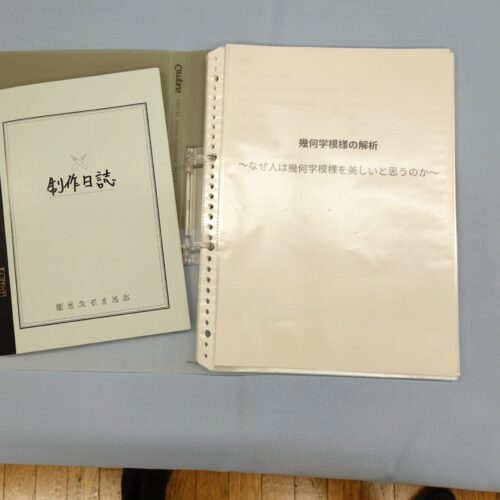 創作日誌
幾何学模様の解析
〜なぜ人は幾何学模様を美しいと思うのか〜